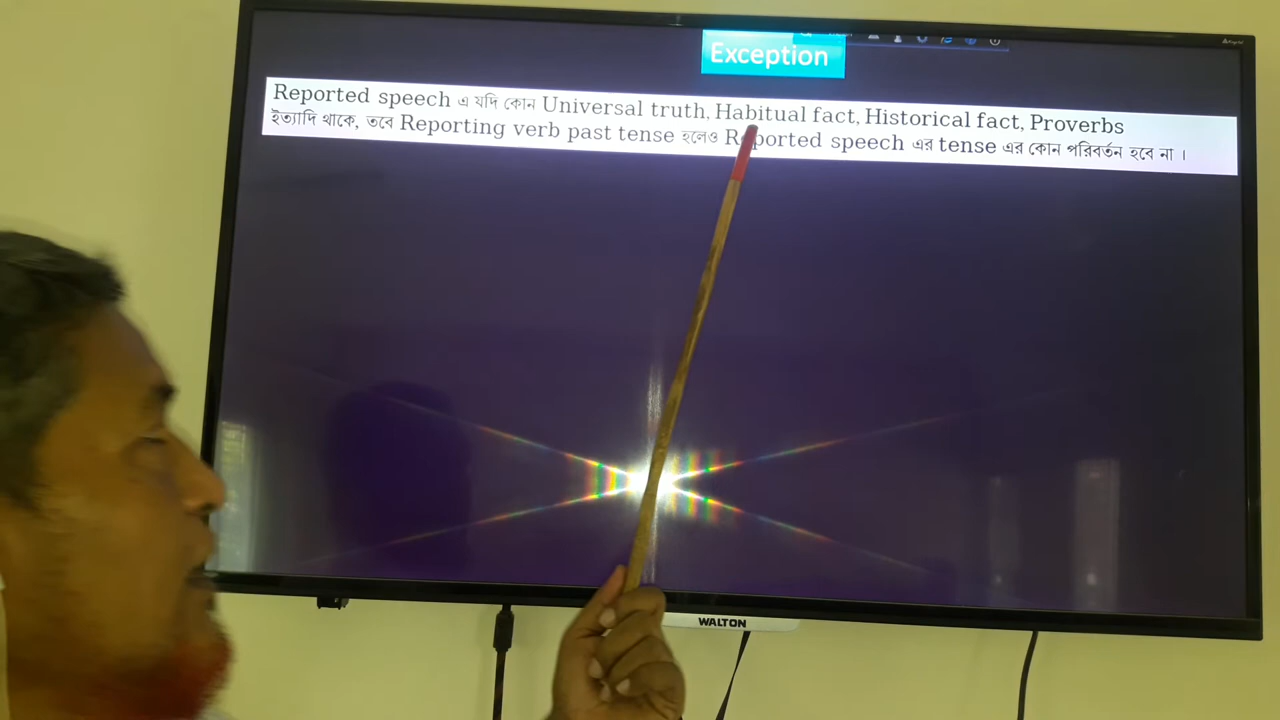 Exception
Reported speech এ যদি কোন Universal truth, Habitual fact, Historical fact, Proverbs
ইত্যাদি থাকে, তবে Reporting verb past tense হলেও Reported speech এর tense এর কোন পরিবর্তন হবে না ।
WALTON